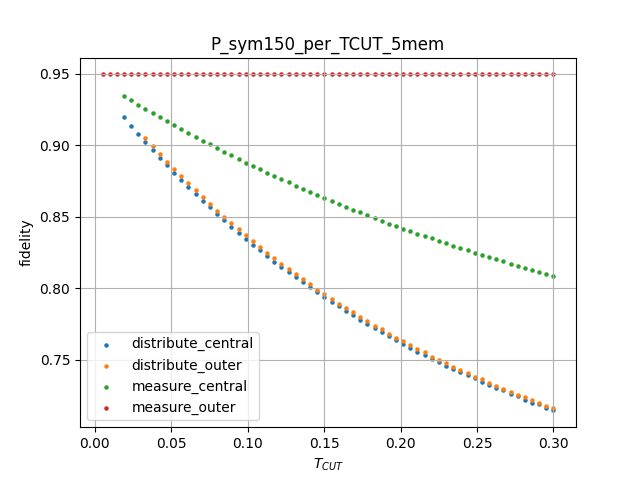 P_sym150_per_TCUT_5mem
0.95
0.90
0.85
0.80
0.75
fidelity
distribute_central
distribute_outer
measure_central
measure_outer
0.00 0.05 0.10 0.15 0.20 0.25 0.30
T_CUT